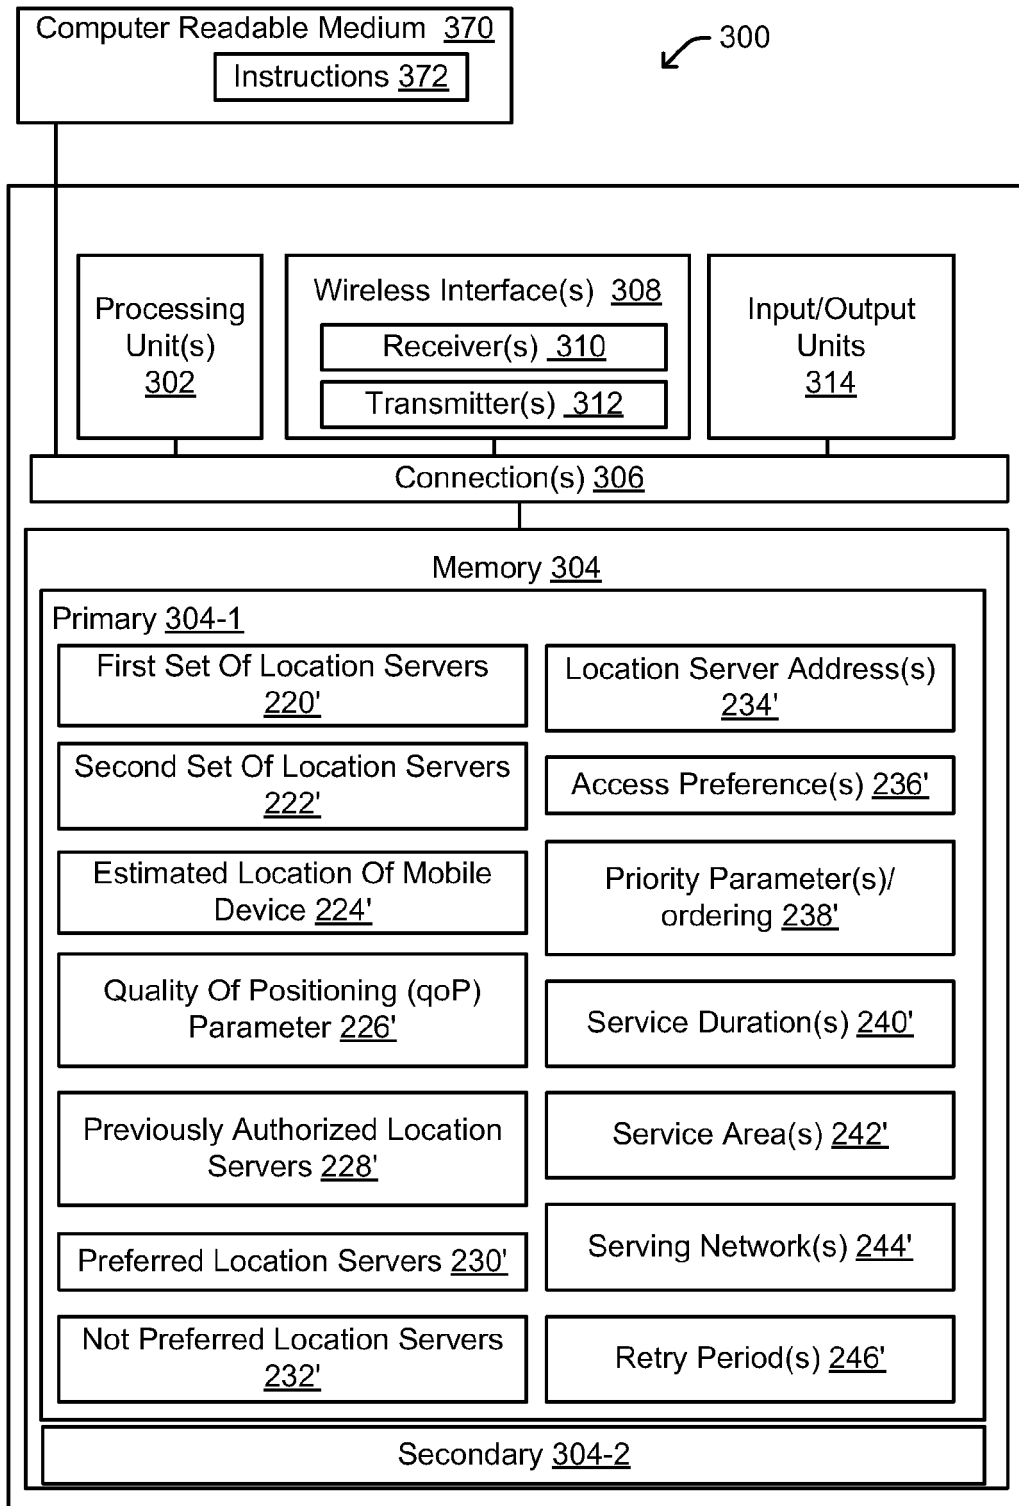 Computer Readable Medium 370
Instructions 372
300
Processing
Unit(s)
302
Wireless Interface(s) 308
Receiver(s) 310
Transmitter(s) 312
Input/Output
Units
314
Connection(s) 306
Memory 304
Primary 304-1
First Set Of Location Servers
220'
Second Set Of Location Servers
222'
Estimated Location Of Mobile
Device 224'
Quality Of Positioning (qoP)
Parameter 226'
Previously Authorized Location
Servers 228'
Preferred Location Servers 230'
Not Preferred Location Servers
232'
Location Server Address(s)
234'
Access Preference(s) 236'
Priority Parameter(s)/
ordering 238'
Service Duration(s) 240'
Service Area(s) 242'
Serving Network(s) 244'
Retry Period(s) 246'
Secondary 304-2